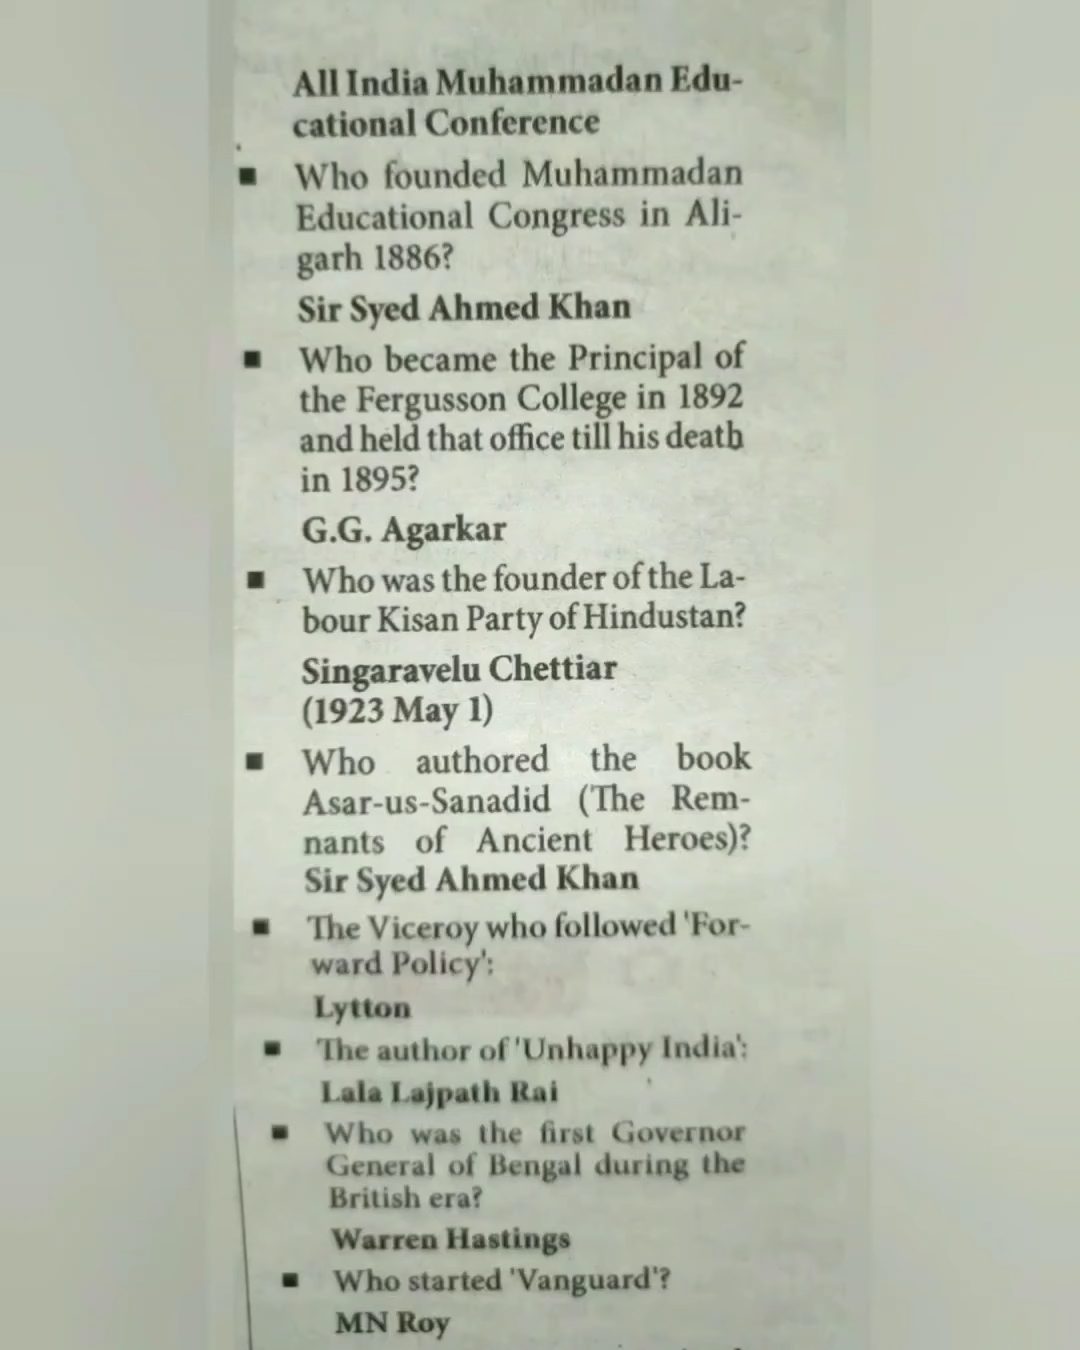 All India Muhammadan Edu-
cational Conference
■ Who founded Muhammadan
Educational Congress in Ali-
garh 1886?
Sir Syed Ahmed Khan
■ Who became the Principal of
the Fergusson College in 1892
and held that office till his death
in 1895?
G.G. Agarkar
■ Who was the founder of the La-
bour Kisan Party of Hindustan?
Singaravelu Chettiar
(1923 May 1)
■ Who authored the book
Asar-us-Sanadid (The Rem-
nants of Ancient Heroes)?
Sir Syed Ahmed Khan
■ The Viceroy who followed 'For-
ward Policy':
Lytton
■ The author of 'Unhappy India':
Lala Lajpath Rai
■ Who was the first Governor
General of Bengal during the
British era?
Warren Hastings
■ Who started 'Vanguard'?
MN Roy